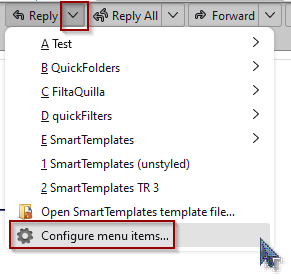 Reply Reply All Forward
A Test
B QuickFolders
C FiltaQuilla
D quickFilters
E SmartTemplates
1 SmartTemplates (unstyled)
2 SmartTemplates TR 3
Open SmartTemplates template file...
Configure menu items...